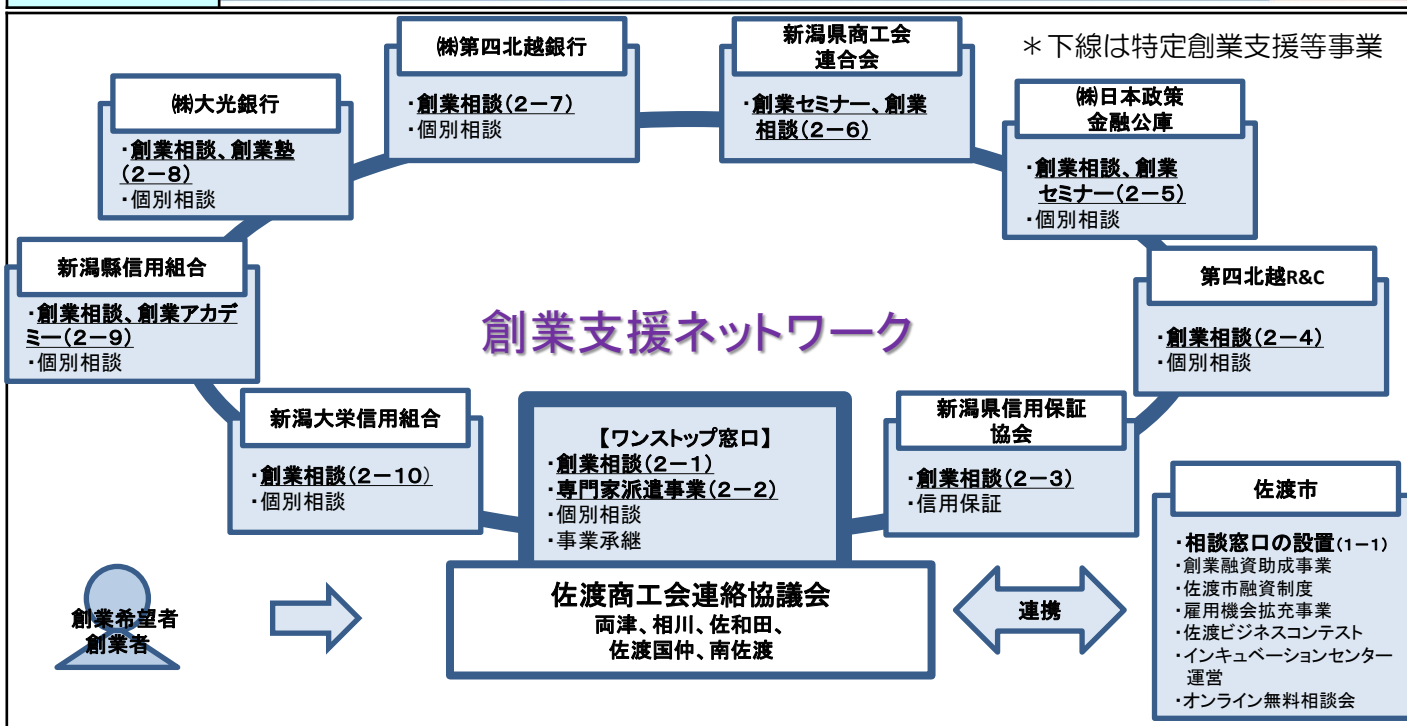 ㈱第四北越銀行
・創業相談(2－7)
・個別相談
新潟県商工会
連合会
・創業セミナー、創業
相談(2－6)
＊下線は特定創業支援等事業
㈱大光銀行
・創業相談、創業塾
(2－8)
・個別相談
㈱日本政策
金融公庫
・創業相談、創業
セミナー(2－5)
・個別相談
新潟縣信用組合
・創業相談、創業アカデ
ミー(2－9)
・個別相談
第四北越R&C
・創業相談(2－4)
・個別相談
創業支援ネットワーク
新潟大栄信用組合
・創業相談(2－10)
・個別相談
【ワンストップ窓口】
・創業相談(2－1)
・専門家派遣事業(2－2)
・個別相談
・事業承継
新潟県信用保証
協会
・創業相談(2－3)
・信用保証
創業希望者
創業者
佐渡商工会連絡協議会
両津、相川、佐和田、
佐渡国仲、南佐渡
連携
佐渡市
・相談窓口の設置(1－1)
・創業融資助成事業
・佐渡市融資制度
・雇用機会拡充事業
・佐渡ビジネスコンテスト
・インキュベーションセンター
運営
・オンライン無料相談会